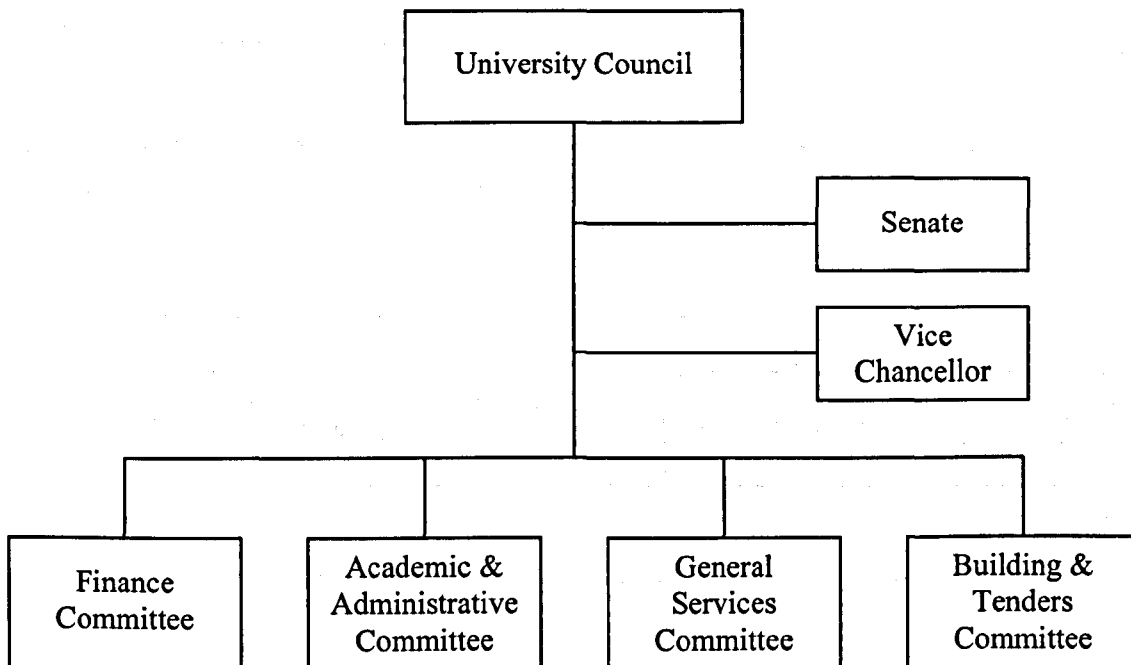 University Council
Senate
Vice
Chancellor
Finance
Committee
Academic &
Administrative
Committee
General
Services
Committee
Building &
Tenders
Committee